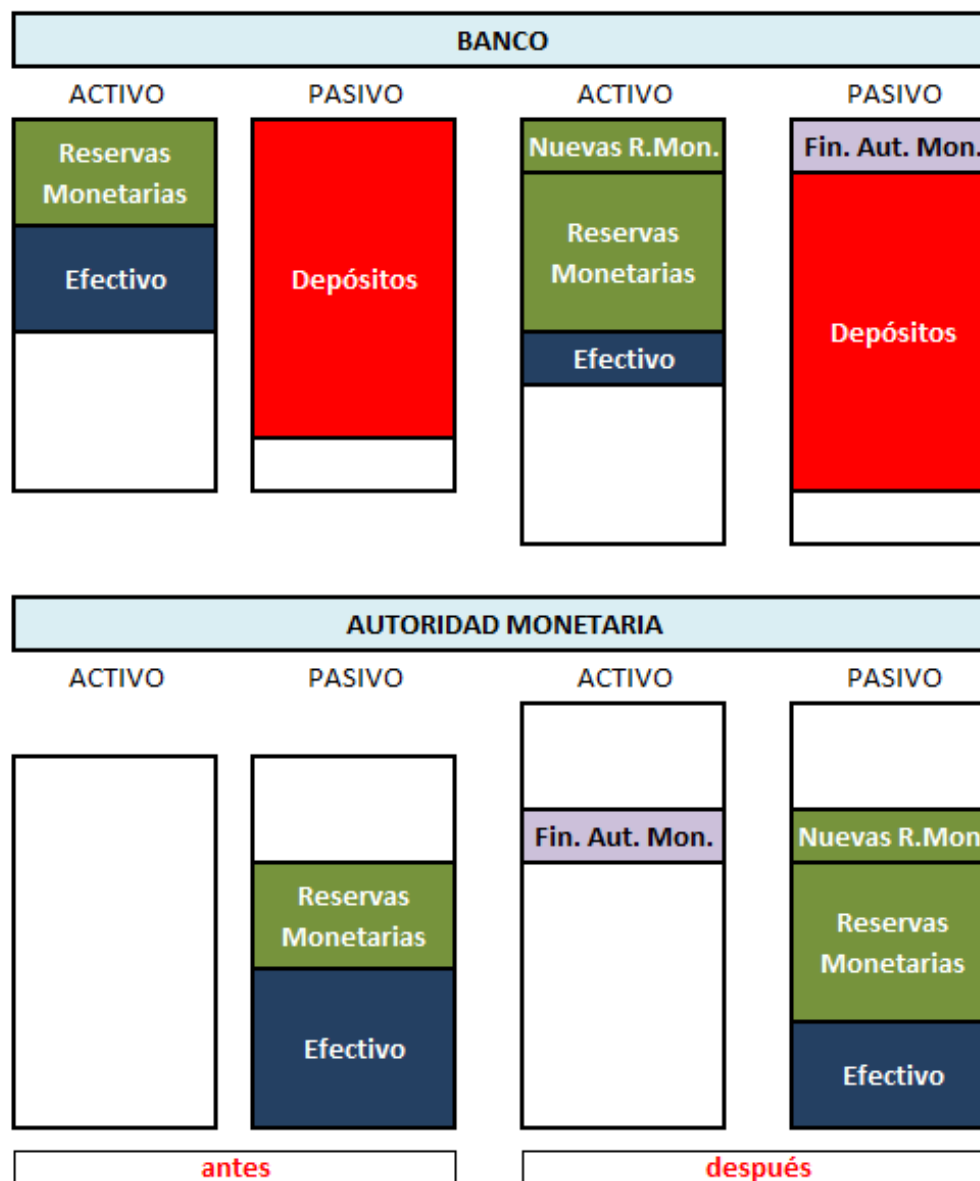 BANCO
ACTIVO PASIVO ACTIVO PASIVO
Reservas
Monetarias
Efectivo
Depósitos
Nuevas R.Mon.
Reservas
Monetarias
Efectivo
Fin. Aut. Mon.
Depósitos
AUTORIDAD MONETARIA
ACTIVO PASIVO ACTIVO PASIVO
Reservas
Monetarias
Efectivo
Fin. Aut. Mon.
Nuevas R.Mon
Reservas
Monetarias
Efectivo
antes después